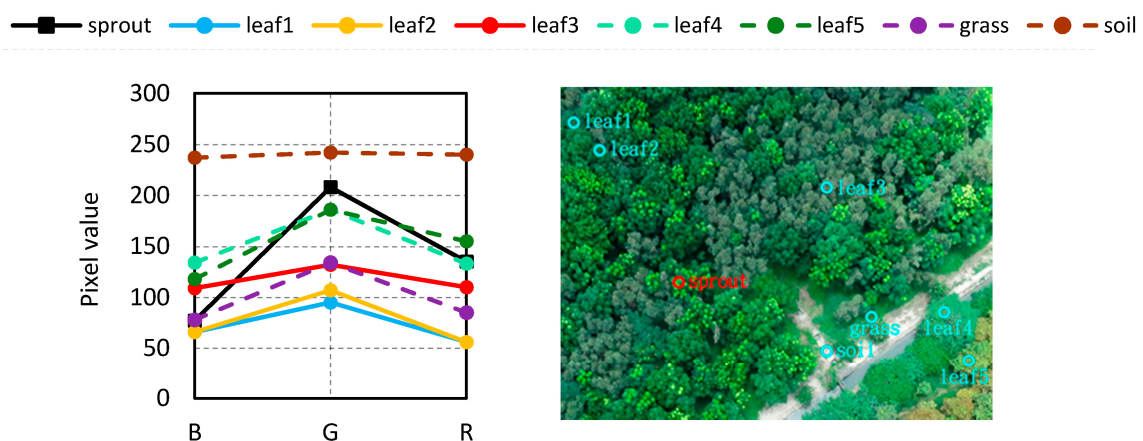 sprout leaf1 leaf2 leaf3 leaf4 leaf5 grass soil
300
250
200
150
100
50
0
Pixel value
B G R
leaf1
leaf2
leaf3
sprout
grass
leaf4
soil
leaf5